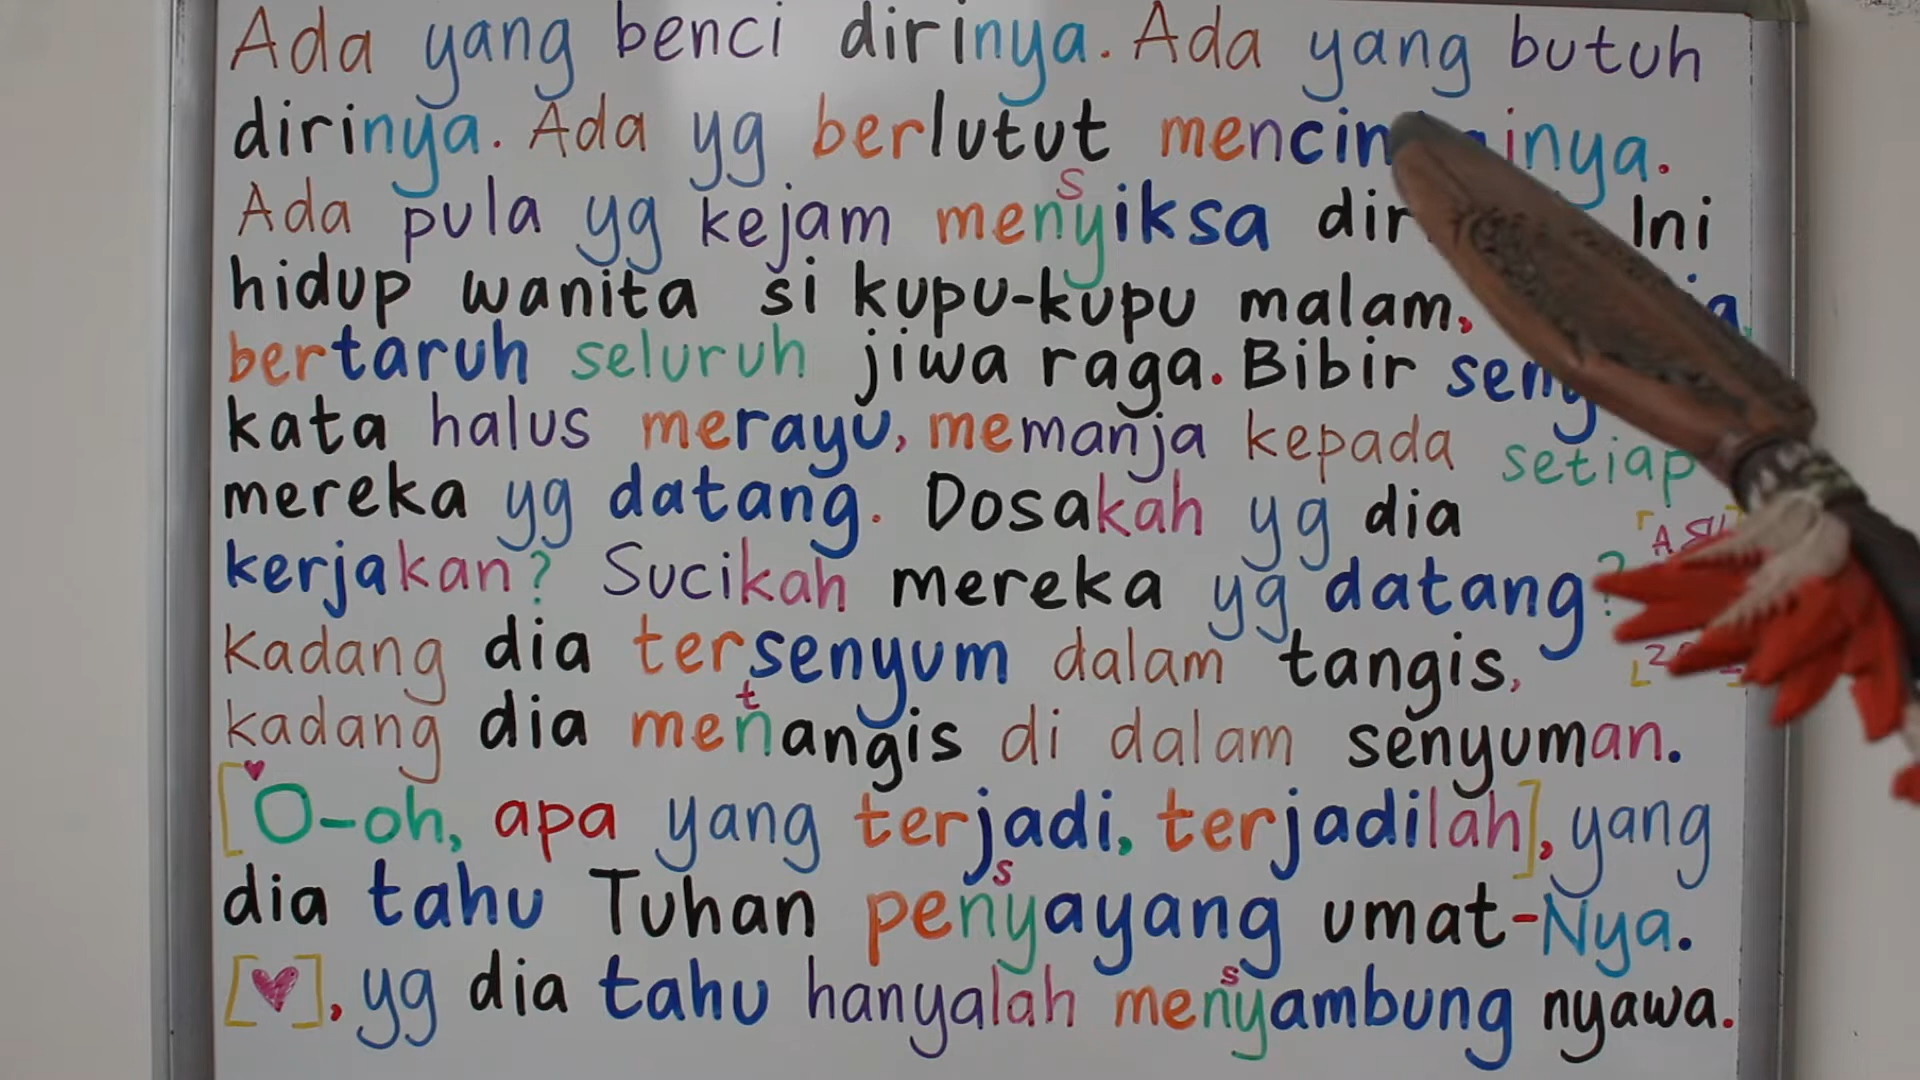 Ada yang benci dirinya. Ada yang butuh
dirinya. Ada yg berlutut
s
Ada pula yg kejam menyiksa Ini
hidup wanita si kupu-kupu malam,
bertaruh seluruh jiwa raga. Bibir
kata halus merayu, memanja kepada setiap
mereka yg datang. Dosakah yg dia
kerjakan? Sucikah mereka yg datang?
kadang dia tersenyum dalam tangis,
t
kadang dia menangis di dalam senyuman.
[♥O-oh, apa yang terjadi, terjadilah], yang
s
dia tahu Tuhan penyayang umat-Nya.
s
[♥], yg dia tahu hanyalah menyambung nyawa.